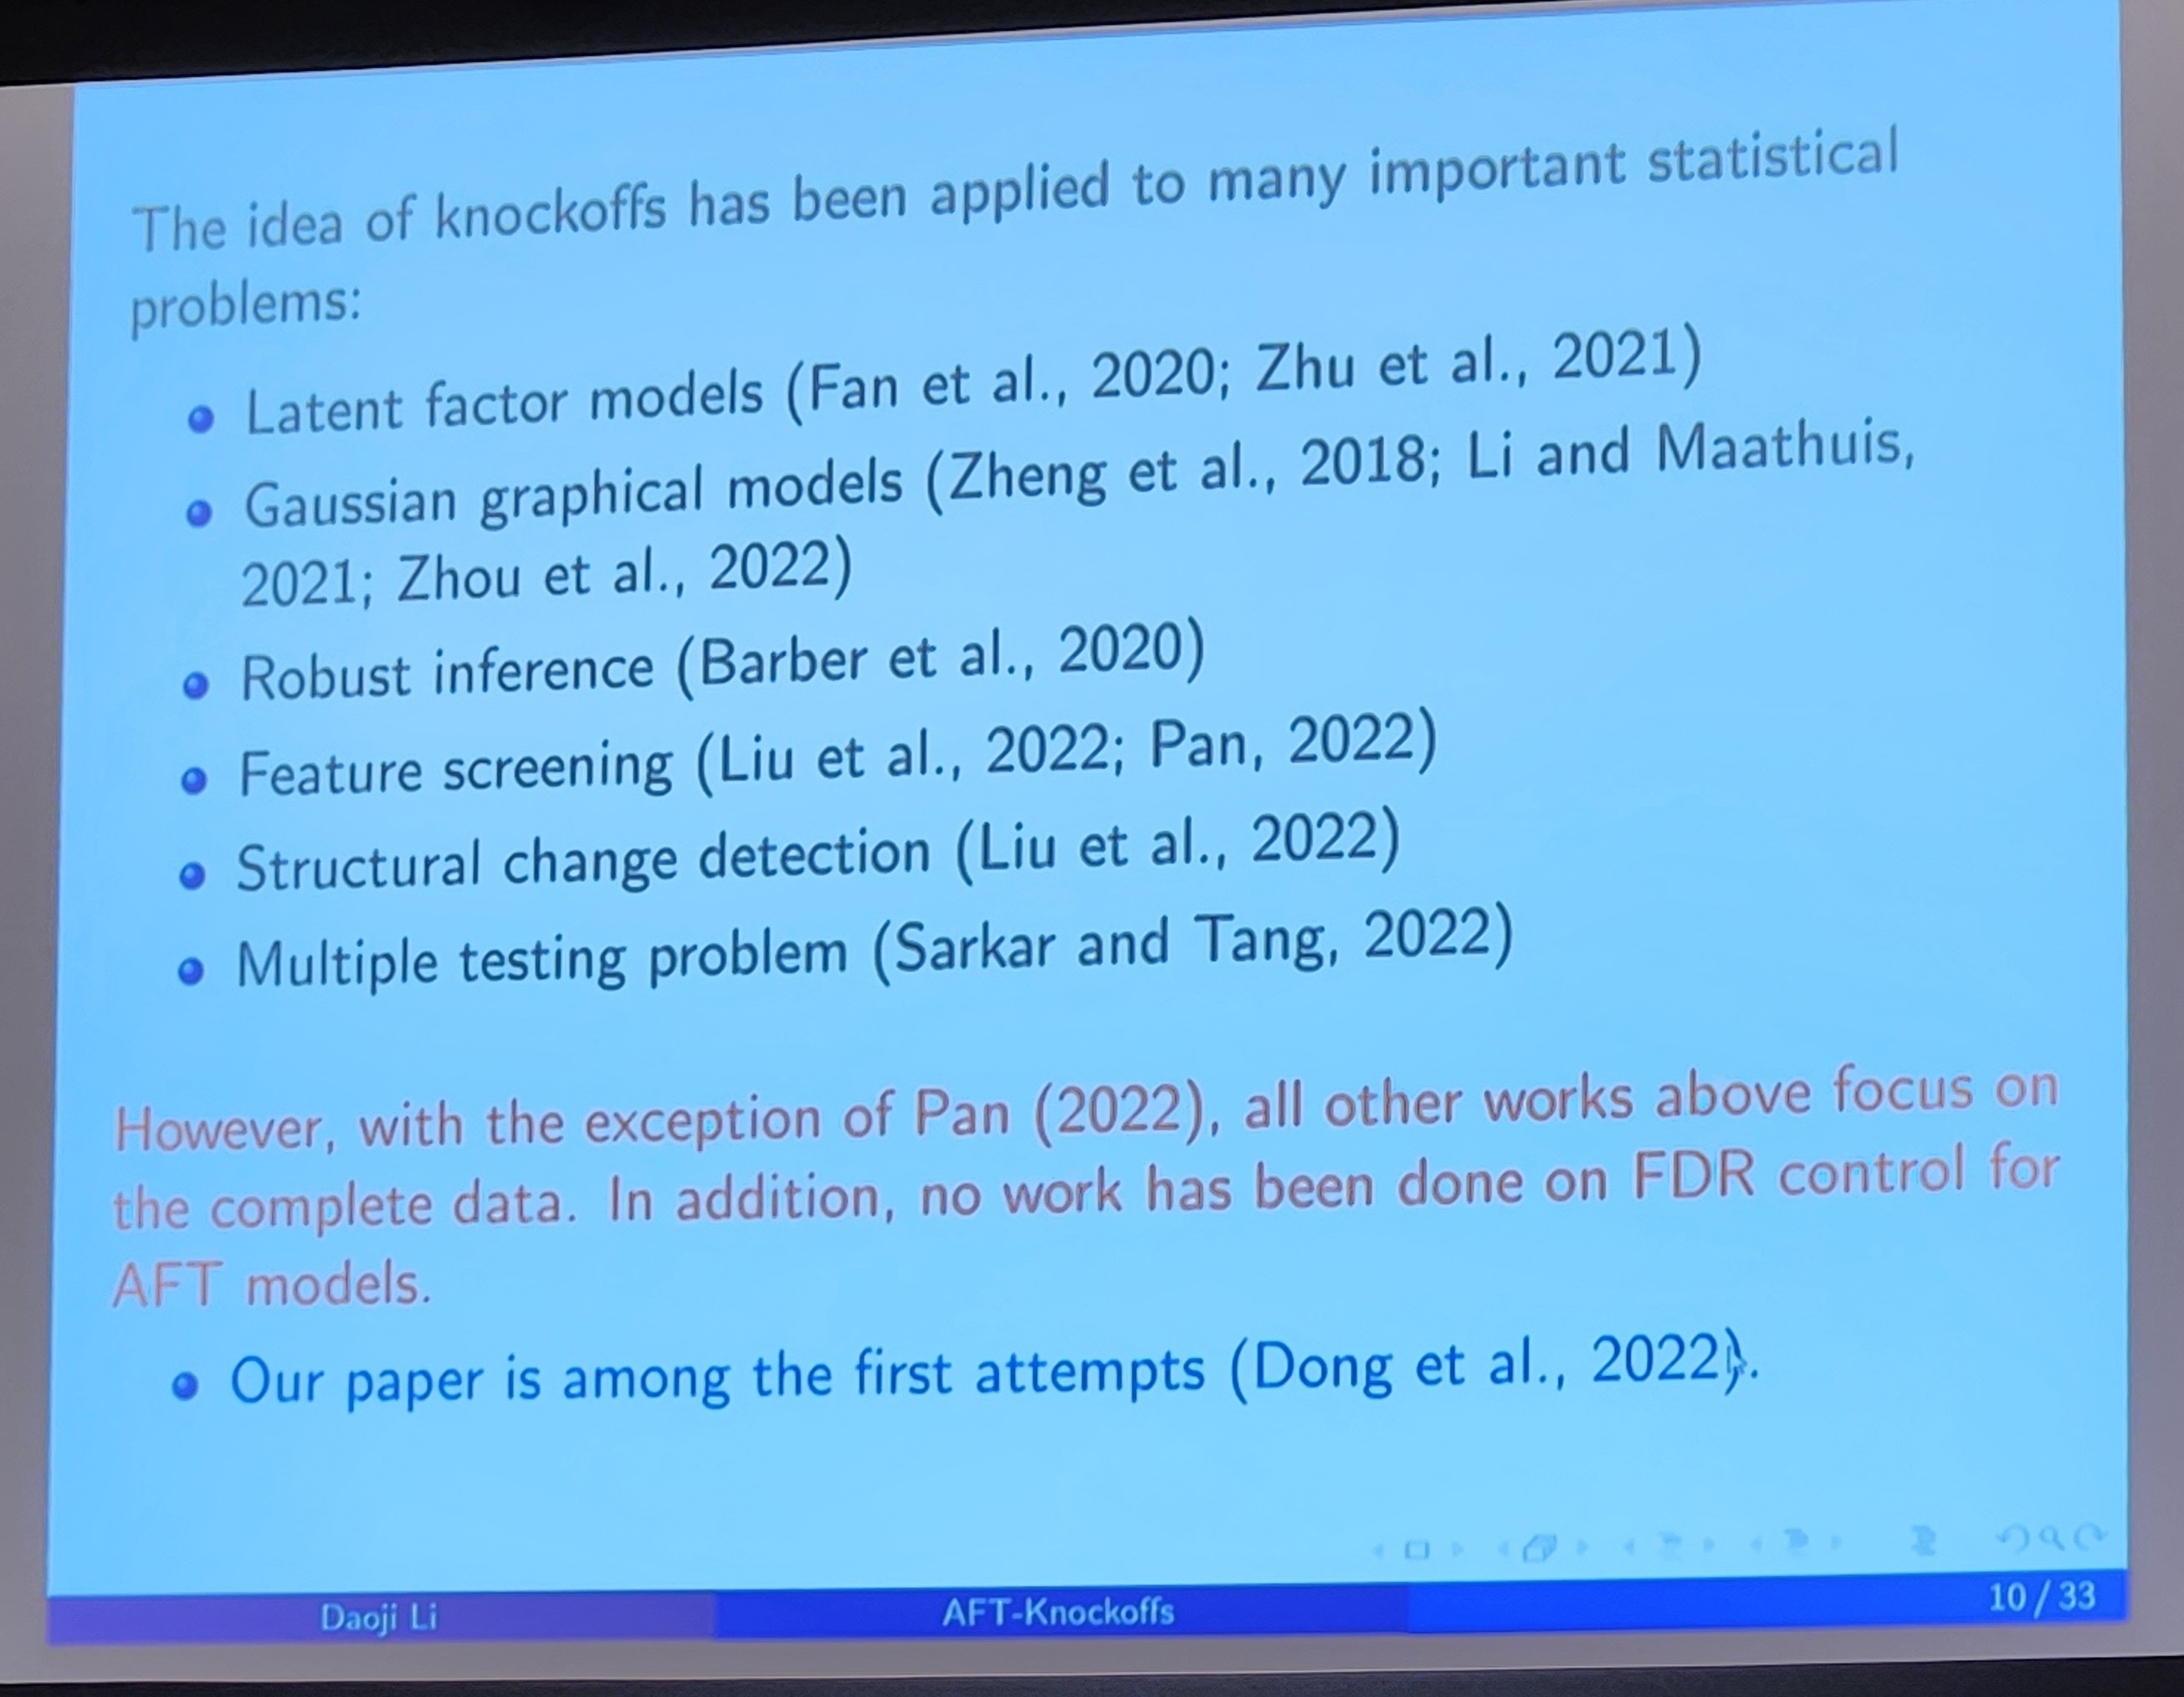 The idea of knockoffs has been applied to many important statistical
problems:
Latent factor models (Fan et al., 2020; Zhu et al., 2021)
Gaussian graphical models (Zheng et al., 2018; Li and Maathuis,
2021; Zhou et al., 2022)
Robust inference (Barber et al., 2020)
Feature screening (Liu et al., 2022; Pan, 2022)
Structural change detection (Liu et al., 2022)
Multiple testing problem (Sarkar and Tang, 2022)
However, with the exception of Pan (2022), all other works above focus on
the complete data. In addition, no work has been done on FDR control for
AFT models.
Our paper is among the first attempts (Dong et al., 2022).
Daoji Li
AFT-Knockoffs
10 / 33